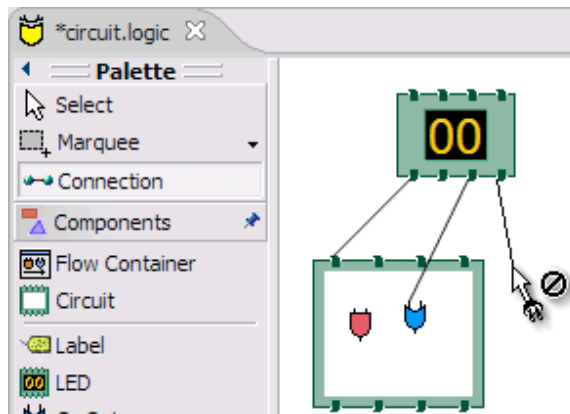 *circuit.logic
Palette
Select
Marquee
Connection
Components
Flow Container
Circuit
Label
LED
00